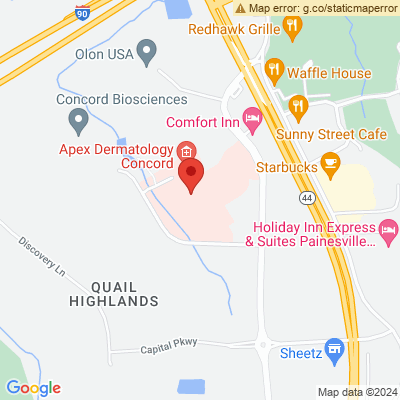 Map error: g.co/staticmaperror
Redhawk Grille
90
Olon USA
Waffle House
Concord Biosciences
Comfort Inn
Sunny Street Cafe
Apex Dermatology
Concord
Starbucks
44
Holiday Inn Express
& Suites Painesville...
Discovery Ln
QUAIL
HIGHLANDS
Capital Pkwy
Sheetz
Google
Map data ©2024